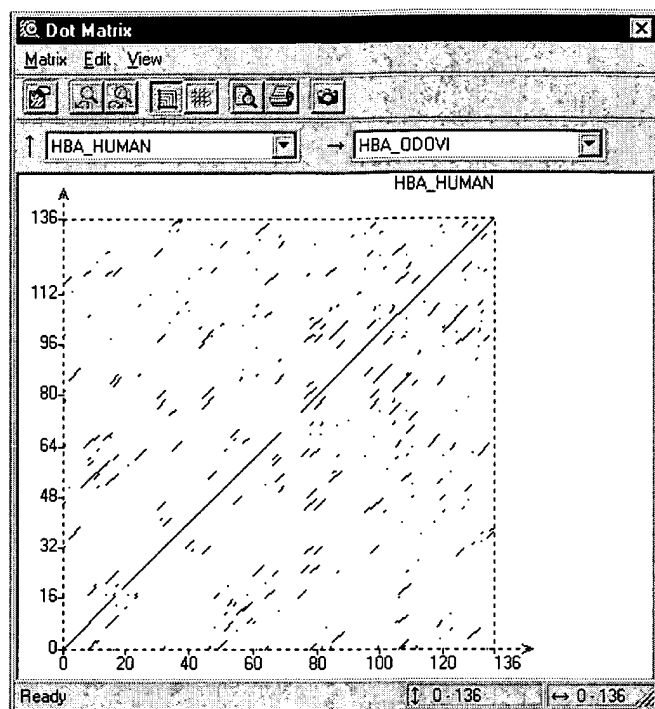 Dot Matrix
Matrix Edit View
↑ HBA_HUMAN → HBA_ODOVI
HBA_HUMAN
136
112
96
80
64
48
32
16
0
0 20 40 60 80 100 120 136
Ready ↕ 0-136 ↔ 0-136